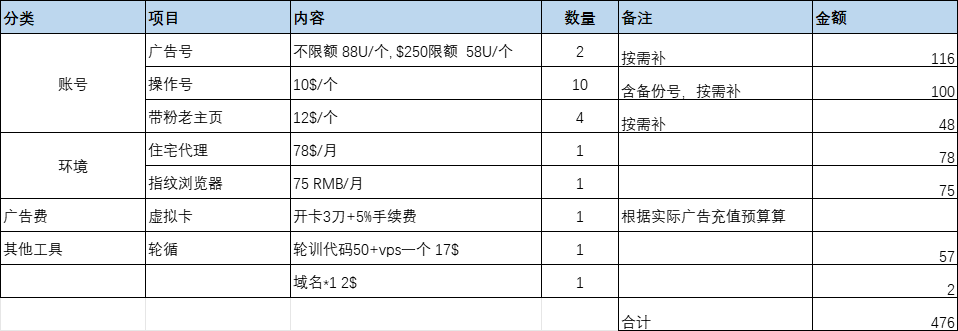 分类 项目 内容 数量 备注 金额
账号 广告号 不限额 88U/个, $250限额  58U/个 2 按需补 116
操作号 10$/个 10 含备份号，按需补 100
带粉老主页 12$/个 4 按需补 48
环境 住宅代理 78$/月 1 78
指纹浏览器 75 RMB/月 1 75
广告费 虚拟卡 开卡3刀+5%手续费 1 根据实际广告充值预算算
其他工具 轮循 轮训代码50+vps一个 17$ 1 57
域名*1 2$ 1 2
合计 476